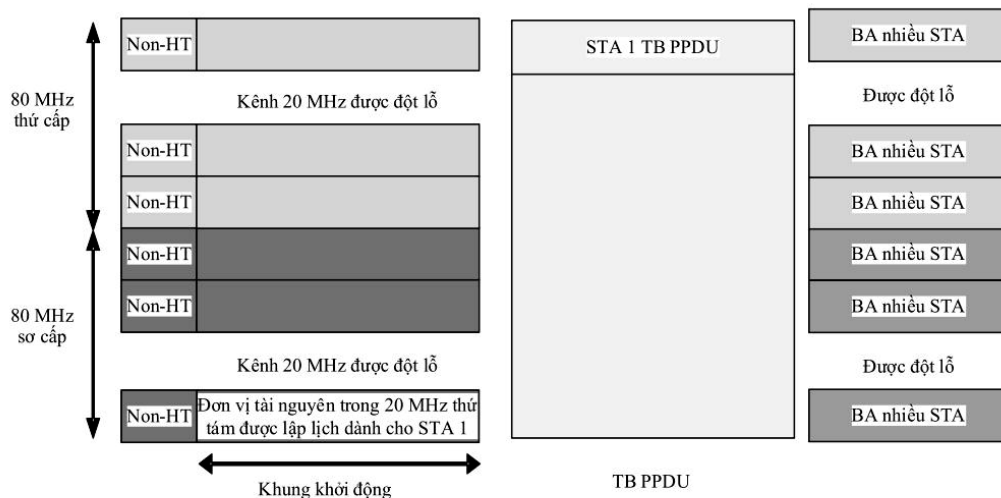 Non-HT
STA 1 TB PPDU
BA nhiều STA
80 MHz
thứ cấp
Kênh 20 MHz được đột lỗ
Được đột lỗ
Non-HT
BA nhiều STA
Non-HT
BA nhiều STA
Non-HT
BA nhiều STA
80 MHz
sơ cấp
Non-HT
BA nhiều STA
Kênh 20 MHz được đột lỗ
Được đột lỗ
Non-HT
Đơn vị tài nguyên trong 20 MHz thứ
tám được lập lịch dành cho STA 1
BA nhiều STA
Khung khởi động
TB PPDU